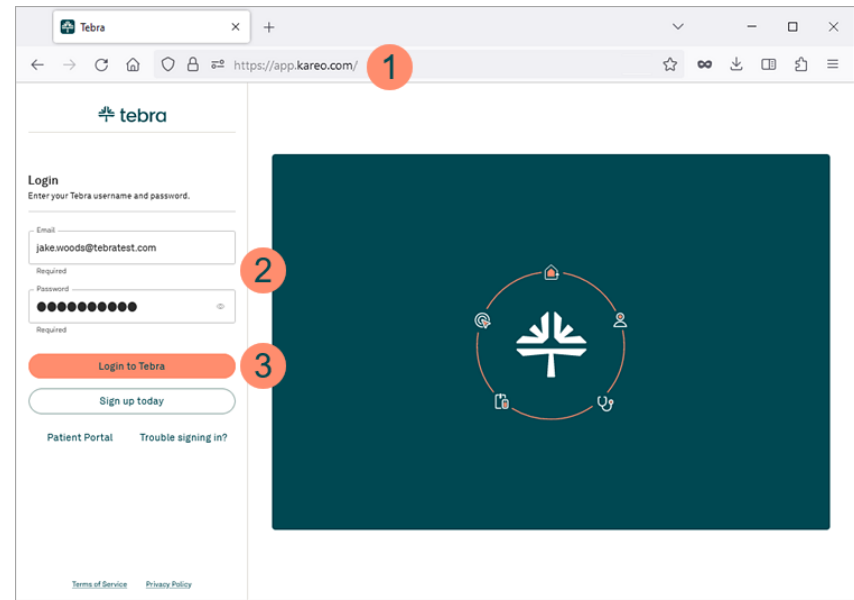 Tebra
https://app.kareo.com/
1
tebra
Login
Enter your Tebra username and password.
Email
jake.woods@tebratest.com
Required
2
Password
Required
Login to Tebra
3
Sign up today
Patient Portal Trouble signing in?
Terms of Service Privacy Policy